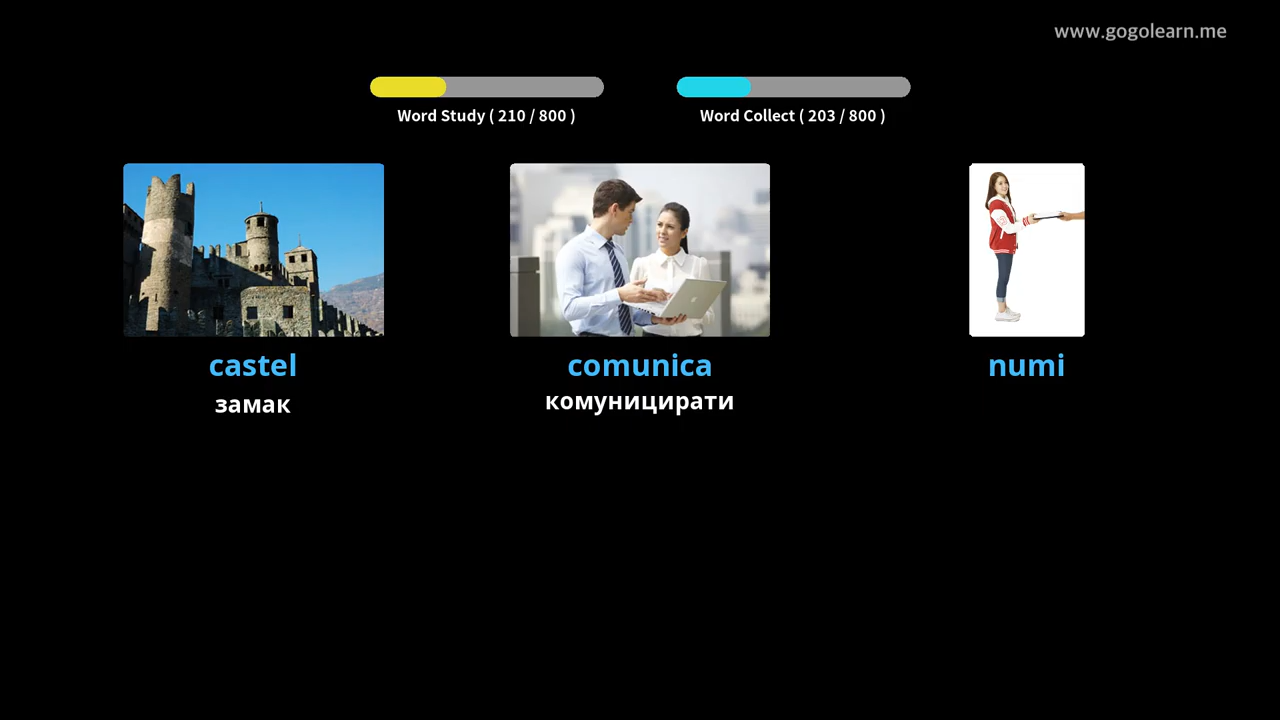 www.gogolearn.me
Word Study ( 210 / 800 )
Word Collect ( 203 / 800 )
castel
замак
comunica
комуницирати
numi